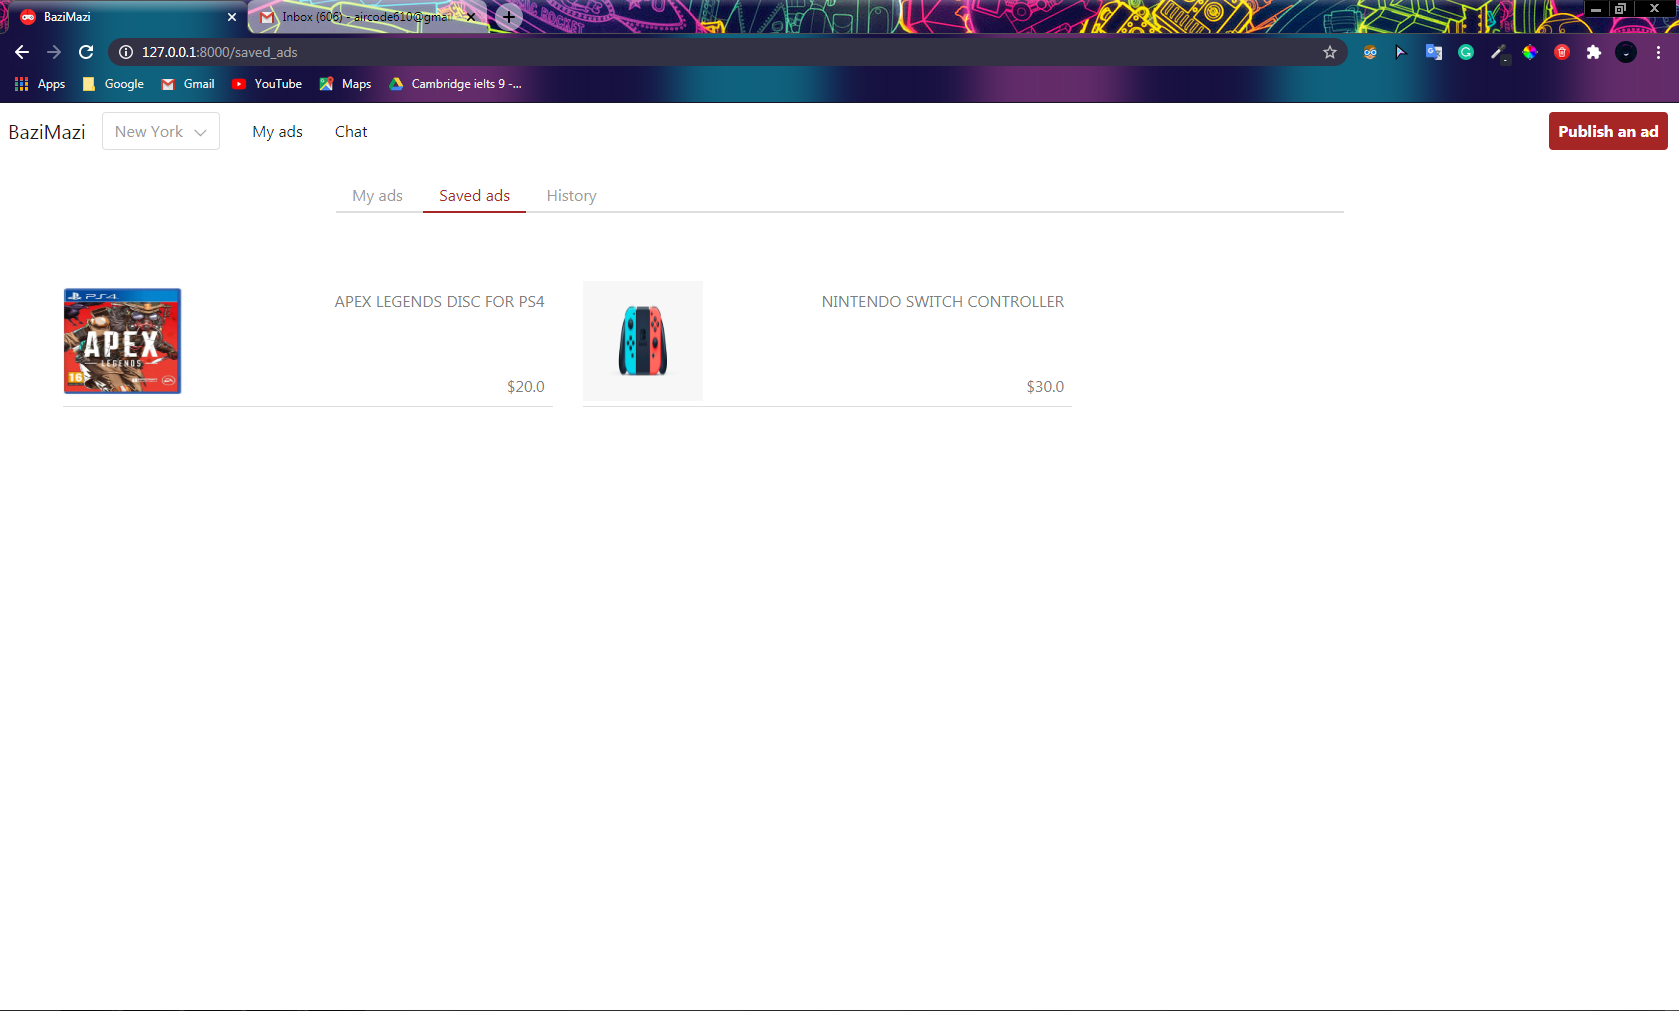 BaziMazi
Inbox (606) - aircode610@gmai
127.0.0.1:8000/saved_ads
Apps
Google
Gmail
YouTube
Maps
Cambridge ielts 9 -...
BaziMazi
New York
My ads
Chat
Publish an ad
My ads
Saved ads
History
PS4
APEX
LEGENDS
16
EA
APEX LEGENDS DISC FOR PS4
$20.0
NINTENDO SWITCH CONTROLLER
$30.0